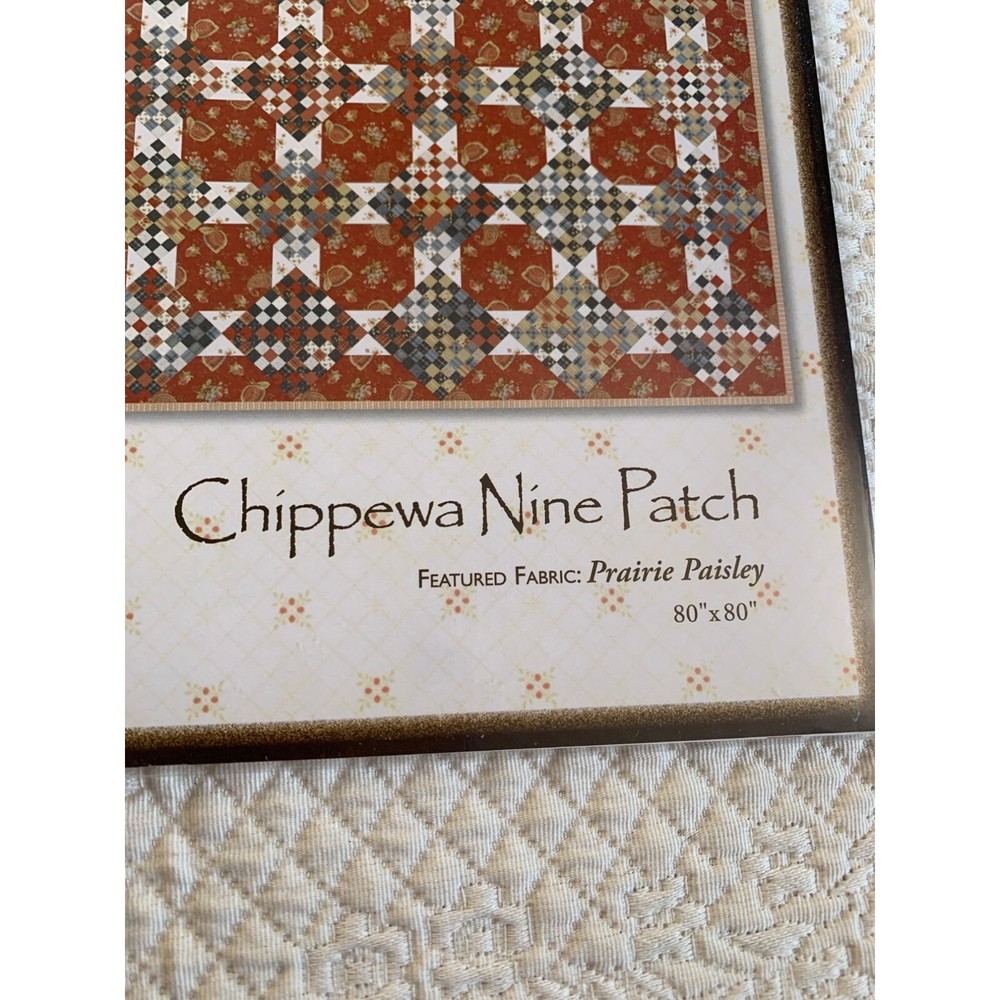 Chippewa Nine Patch
Featured Fabric: Prairie Paisley
80"x80"